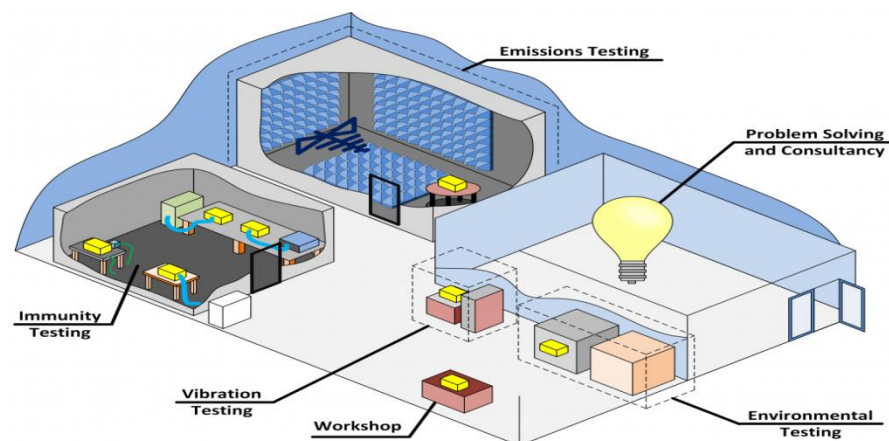 Emissions Testing
Problem Solving
and Consultancy
Immunity
Testing
Vibration
Testing
Workshop
Environmental
Testing